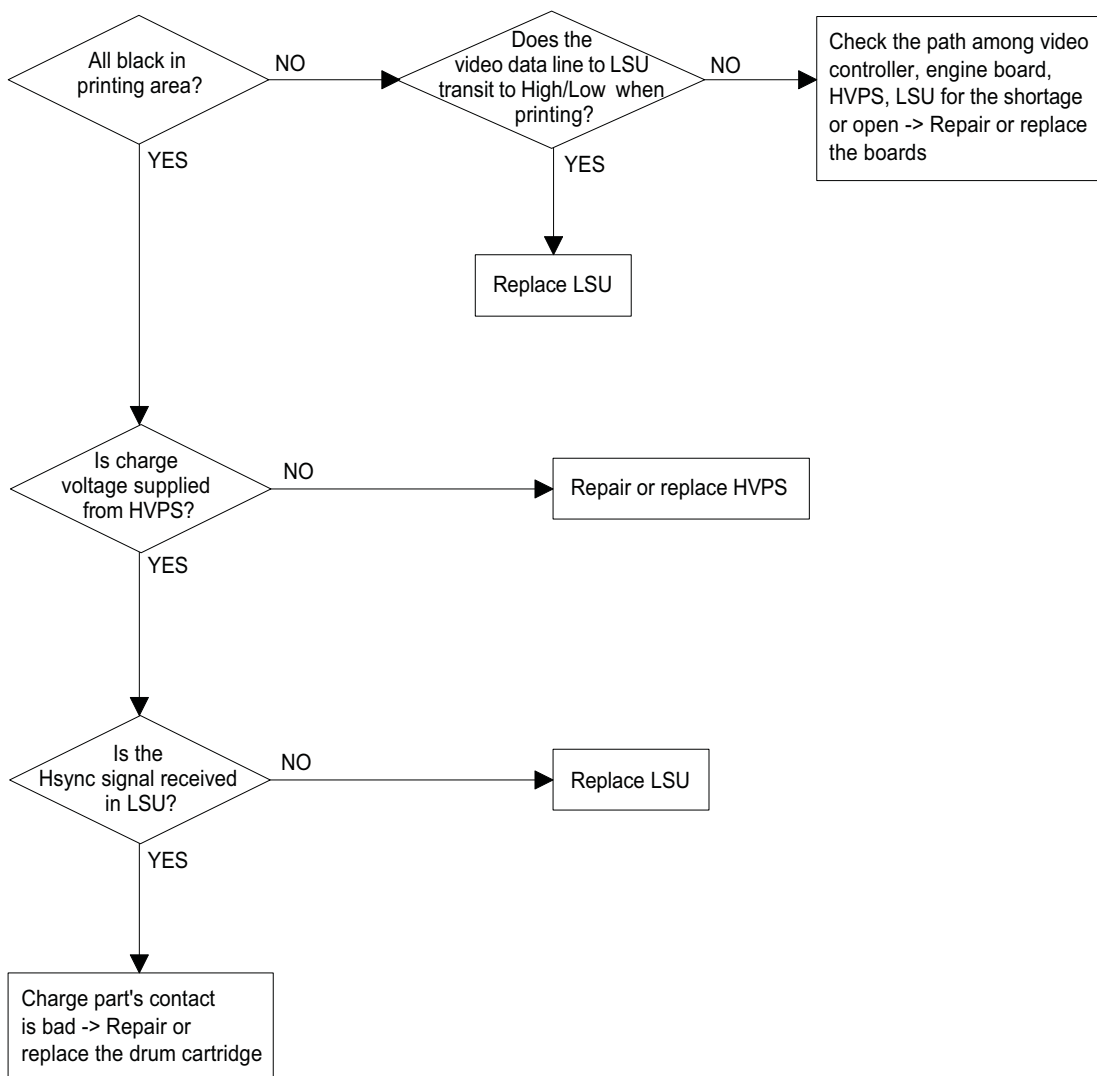 All black in
printing area?
NO
YES
Does the
video data line to LSU
transit to High/Low when
printing?
NO
YES
Check the path among video
controller, engine board,
HVPS, LSU for the shortage
or open -> Repair or replace
the boards
Replace LSU
Is charge
voltage supplied
from HVPS?
NO
YES
Repair or replace HVPS
Is the
Hsync signal received
in LSU?
NO
YES
Replace LSU
Charge part's contact
is bad -> Repair or
replace the drum cartridge